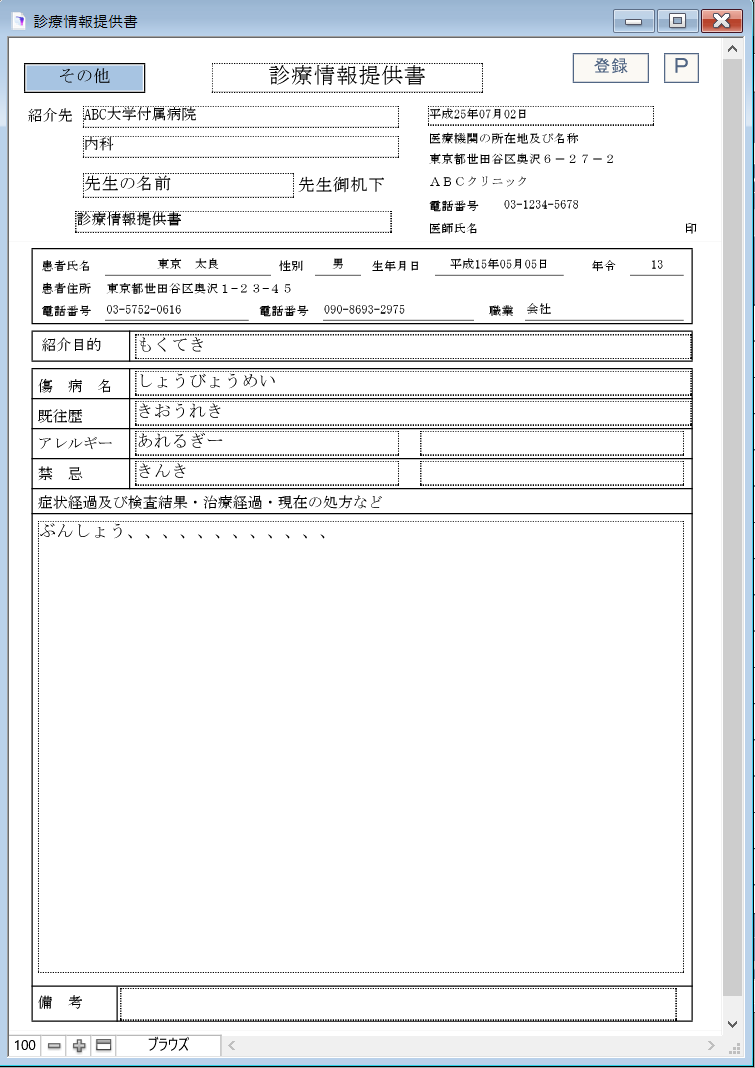 診療情報提供書
その他
診療情報提供書
登録
P
紹介先 ABC大学付属病院
平成25年07月02日
内科
医療機関の所在地及び名称
東京都世田谷区奥沢６－２７－２
先生の名前 先生御机下
ＡＢＣクリニック
電話番号 03-1234-5678
診療情報提供書
医師氏名 印
患者氏名 東京 太良 性別 男 生年月日 平成15年05月05日 年令 13
患者住所 東京都世田谷区奥沢１－２３－４５
電話番号 03-5752-0616 電話番号 090-8693-2975 職業 会社
紹介目的 もくてき
傷 病 名 しょうびょうめい
既往歴 きおうれき
アレルギー あれるぎー
禁 忌 きんき
症状経過及び検査結果・治療経過・現在の処方など
ぶんしょう、、、、、、、、、、、、
備 考
100 ブラウズ